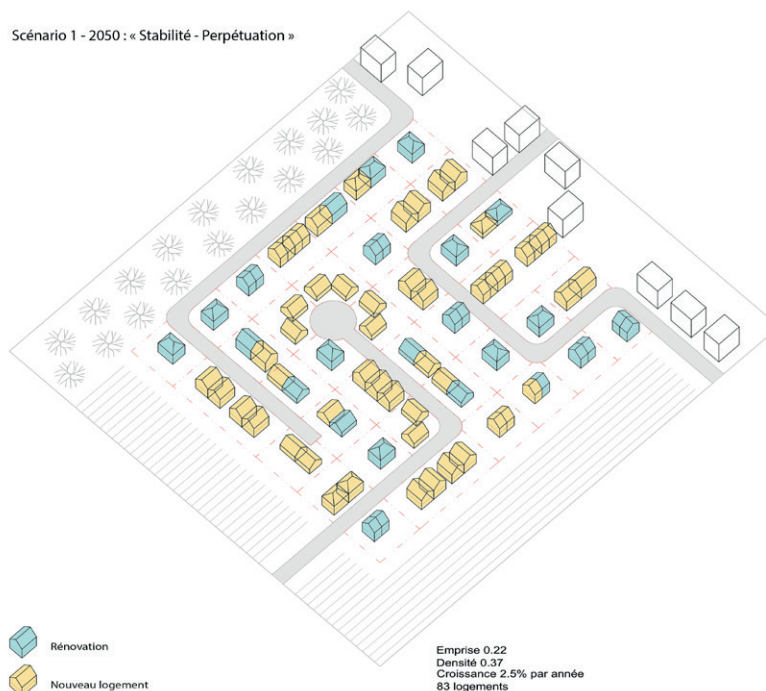 Scénario 1 - 2050 : « Stabilité - Perpétuation »
Rénovation
Nouveau logement
Emprise 0.22
Densité 0.37
Croissance 2.5% par année
83 logements